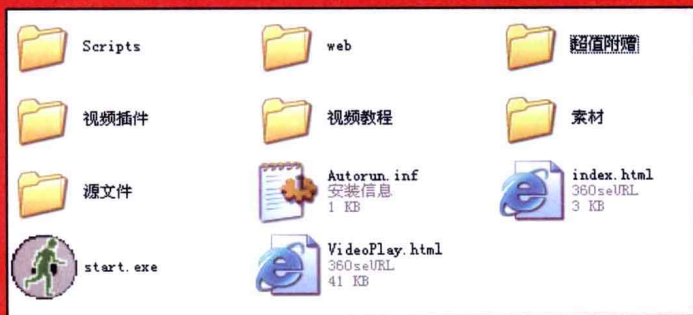 Scripts
web
超值附赠
视频插件
视频教程
素材
源文件
Autorun.inf
安装信息
1 KB
index.html
360seURL
3 KB
start.exe
VideoPlay.html
360seURL
41 KB